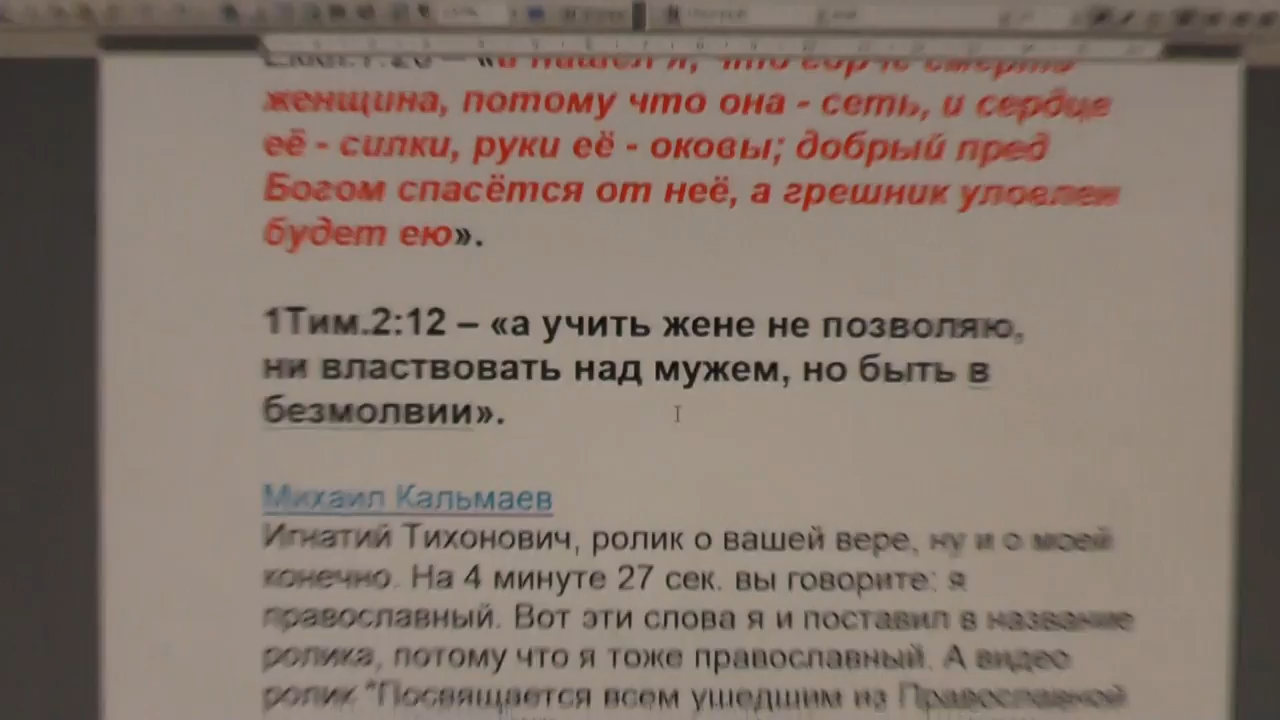 женщина, потому что она - сеть, и сердце
её - силки, руки её - оковы; добрый пред
Богом спасётся от неё, а грешник уловлен
будет ею».
1Тим.2:12 – «а учить жене не позволяю,
ни властвовать над мужем, но быть в
безмолвии».
Михаил Кальмаев
Игнатий Тихонович, ролик о вашей вере, ну и о моей
конечно. На 4 минуте 27 сек. вы говорите: я
православный. Вот эти слова я и поставил в название
ролика, потому что я тоже православный. А видео
ролик "Посвящается всем ушедшим из Православной